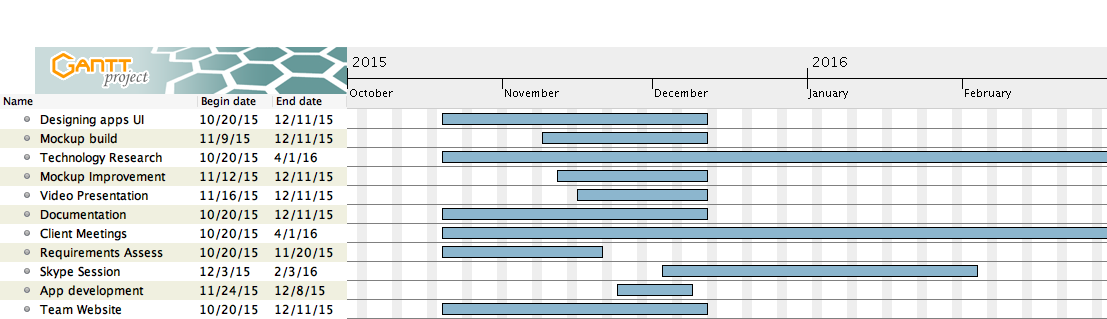 GANTT project
2015 2016
October November December January February
Name Begin date End date
Designing apps UI 10/20/15 12/11/15
Mockup build 11/9/15 12/11/15
Technology Research 10/20/15 4/1/16
Mockup Improvement 11/12/15 12/11/15
Video Presentation 11/16/15 12/11/15
Documentation 10/20/15 12/11/15
Client Meetings 10/20/15 4/1/16
Requirements Assess 10/20/15 11/20/15
Skype Session 12/3/15 2/3/16
App development 11/24/15 12/8/15
Team Website 10/20/15 12/11/15